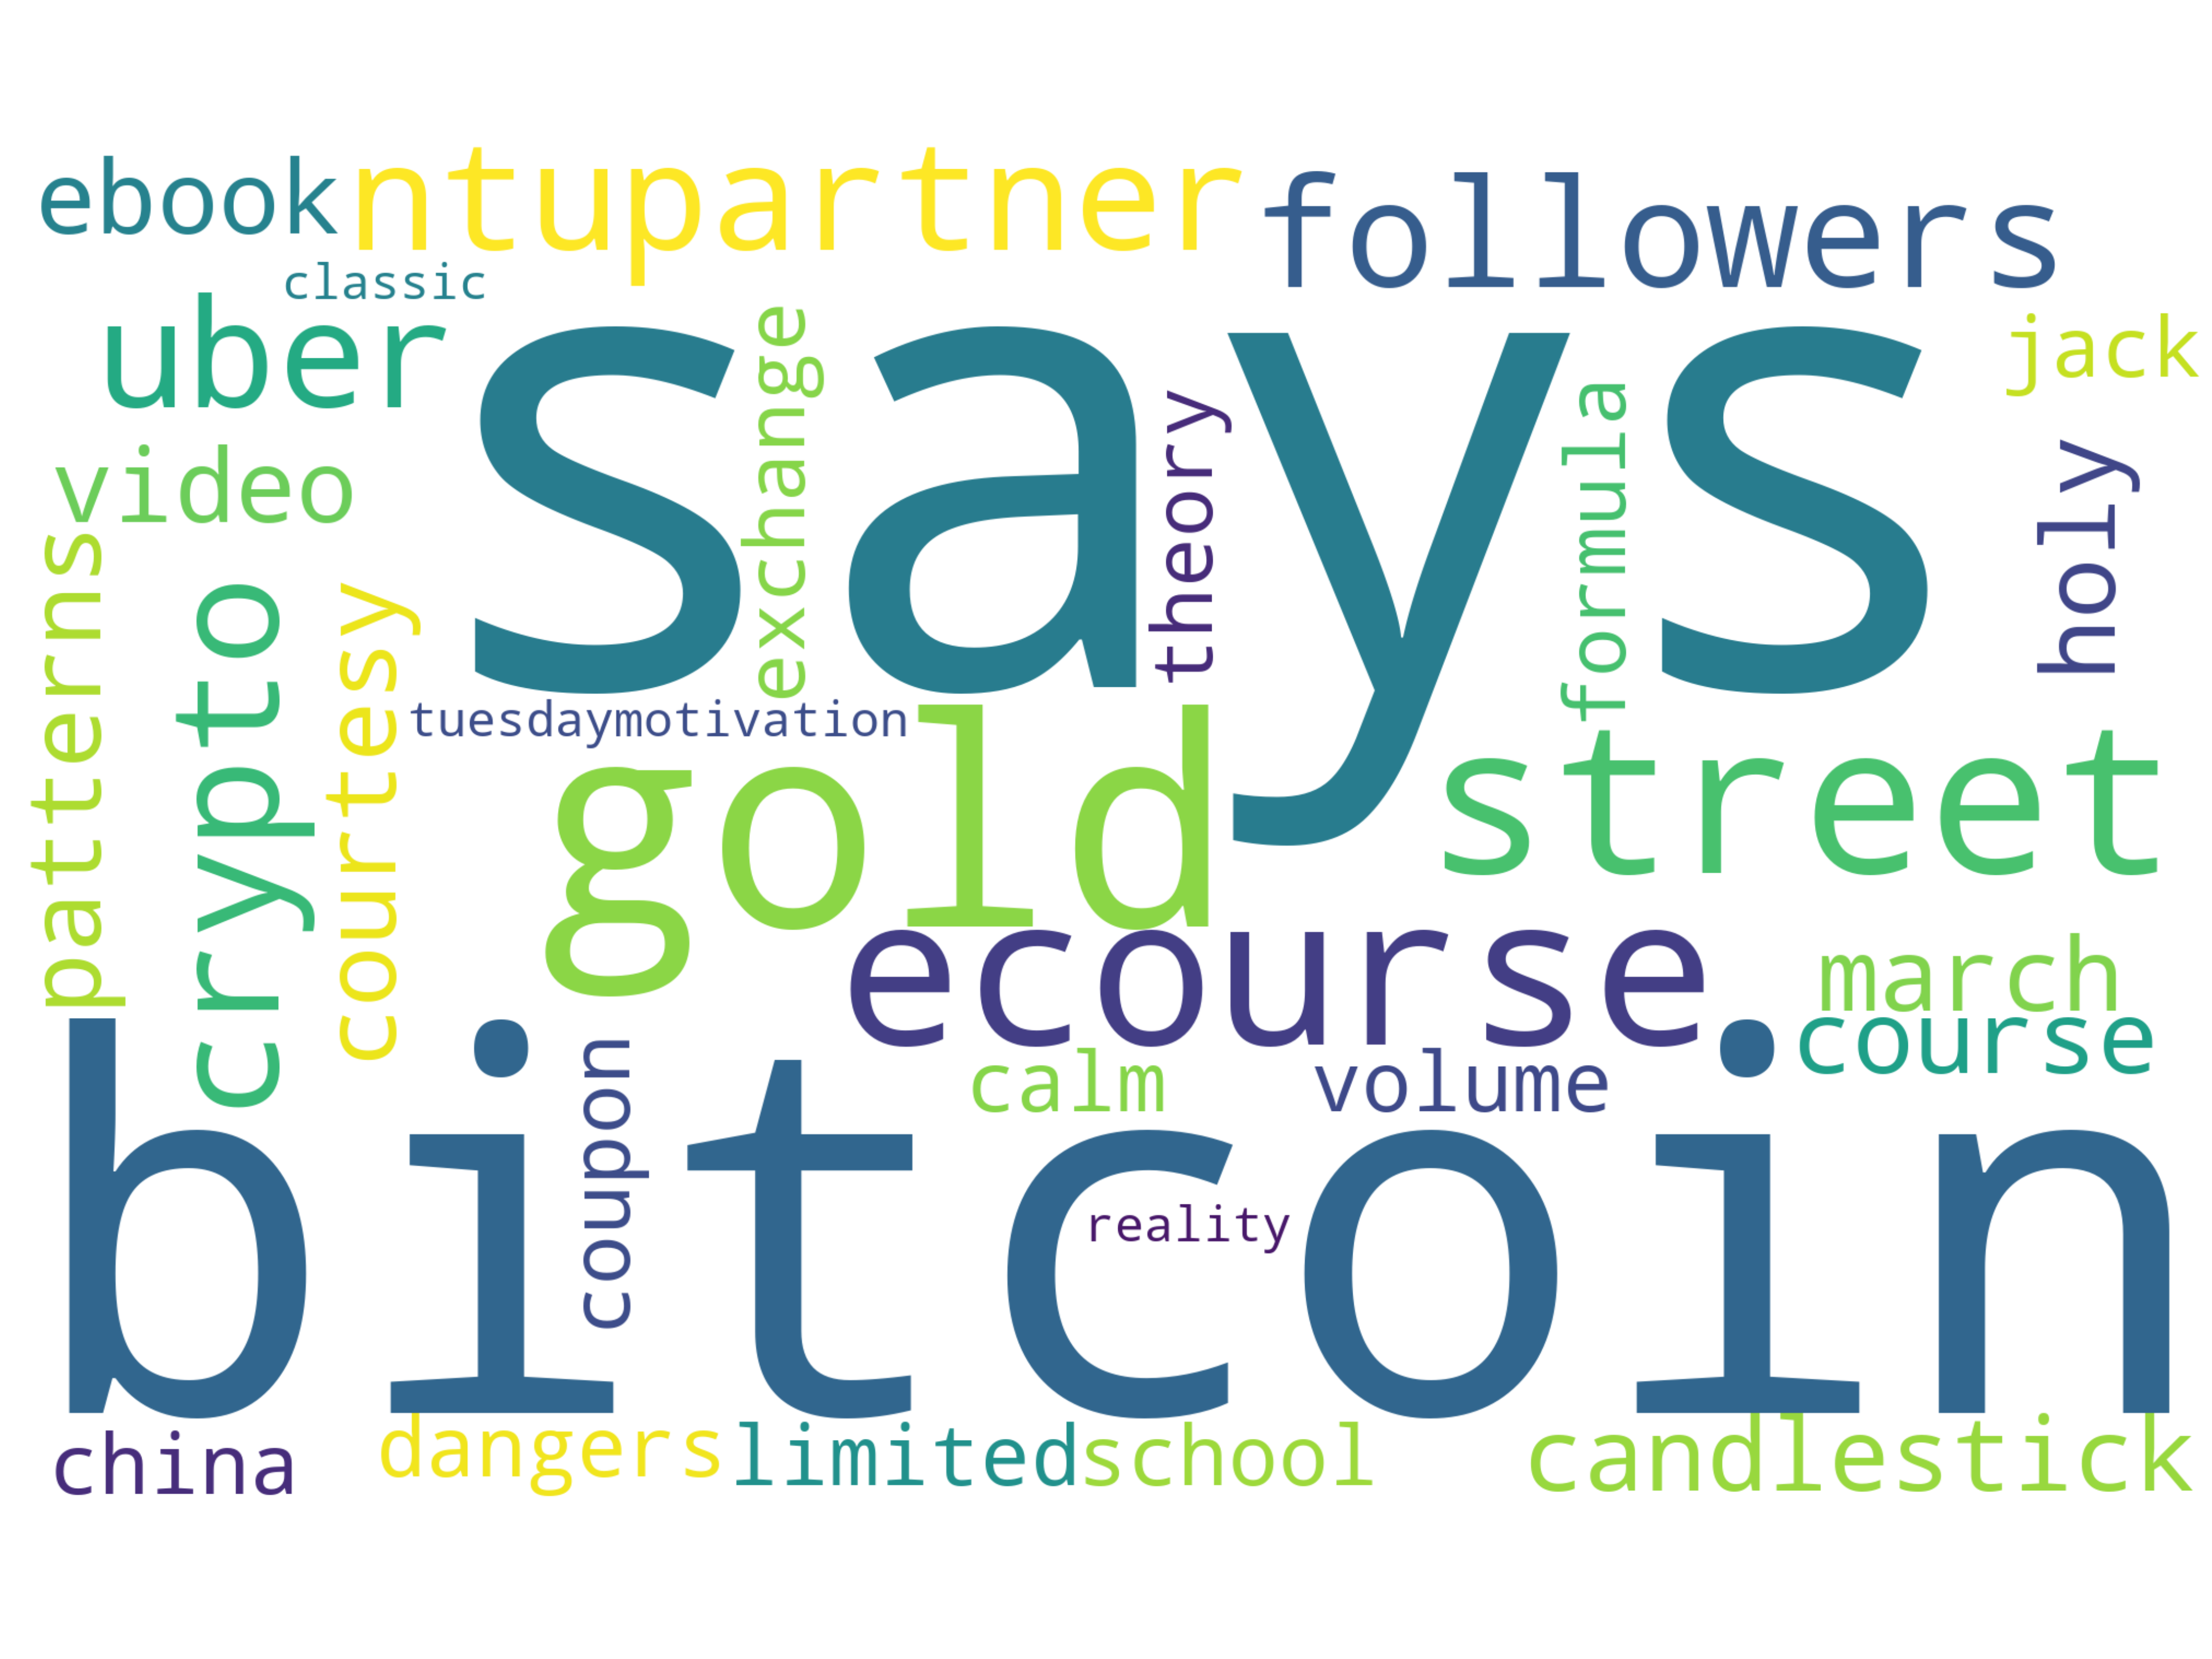 ebook
ntupartner
followers
classic
uber
says
exchange
theory
formula
jack
holy
video
patterns
crypto
courtesy
tuesdaymotivation
gold
street
ecourse
march
course
calm
volume
coupon
bitcoin
reality
china
dangers
limited
school
candlestick